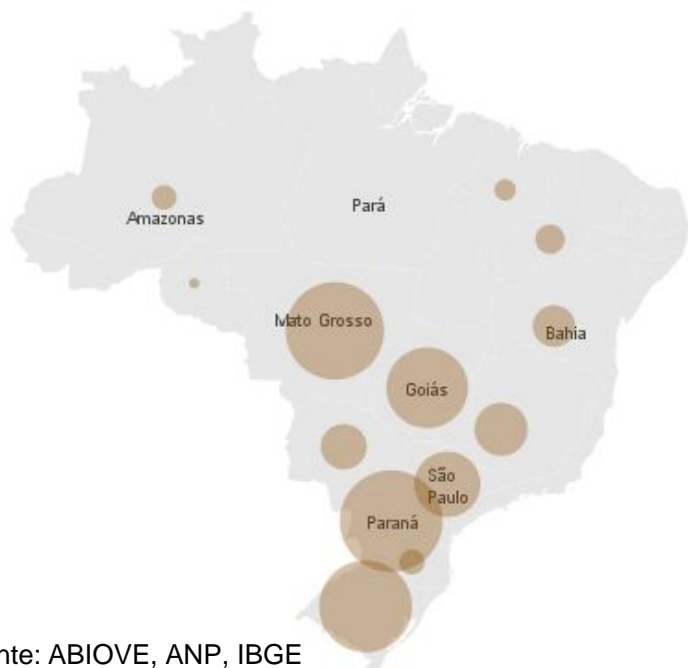 Amazonas
Pará
Mato Grosso
Bahia
Goiás
São
Paulo
Paraná
nte: ABIOVE, ANP, IBGE